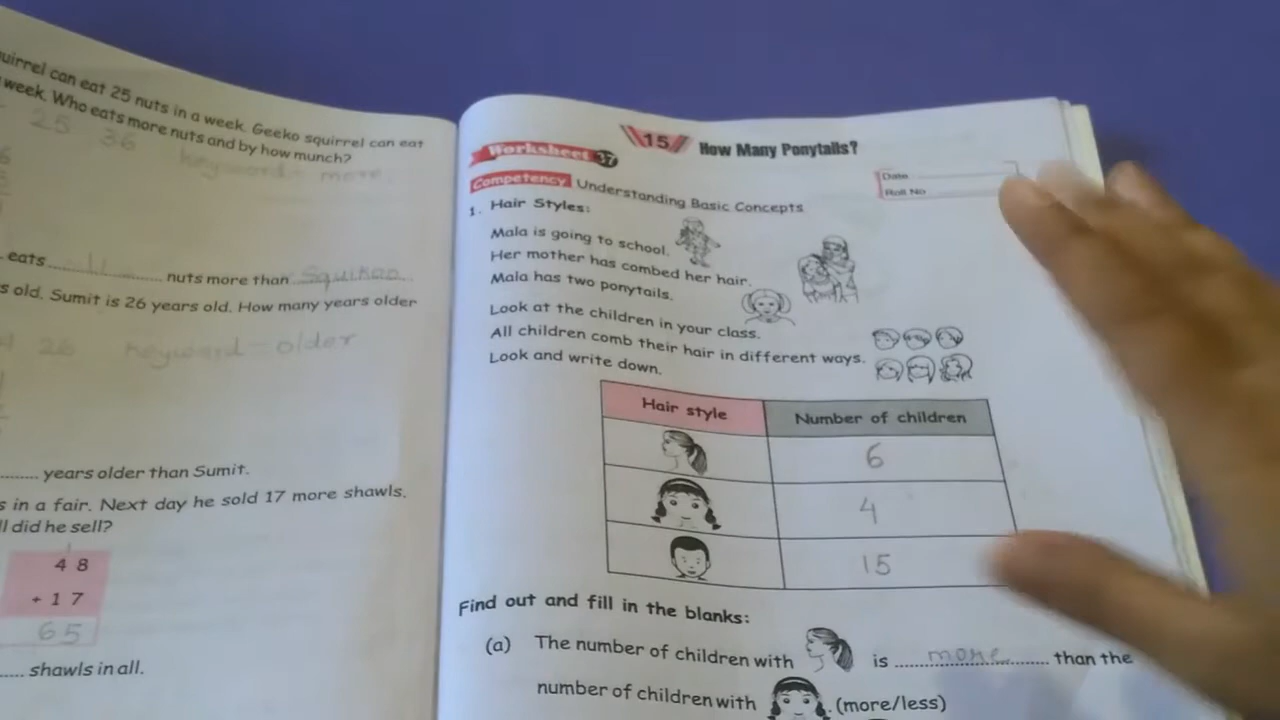 uirrel can eat 25 nuts in a week. Geeko squirrel can eat
week. Who eats more nuts and by how munch?
25 36 keyword- more
eats 11 nuts more than
s old. Sumit is 26 years old. How many years older
26 keyword - older
years older than Sumit.
s in a fair. Next day he sold 17 more shawls.
ll did he sell?
4 8
+ 1 7
6 5
shawls in all.
15 How Many Ponytails?
Worksheet 37
Date
Roll No
Competency Understanding Basic Concepts
1. Hair Styles:
Mala is going to school.
Her mother has combed her hair.
Mala has two ponytails.
Look at the children in your class.
All children comb their hair in different ways.
Look and write down.
Hair style Number of children
6
4
15
Find out and fill in the blanks:
(a) The number of children with is more than the
number of children with . (more/less)